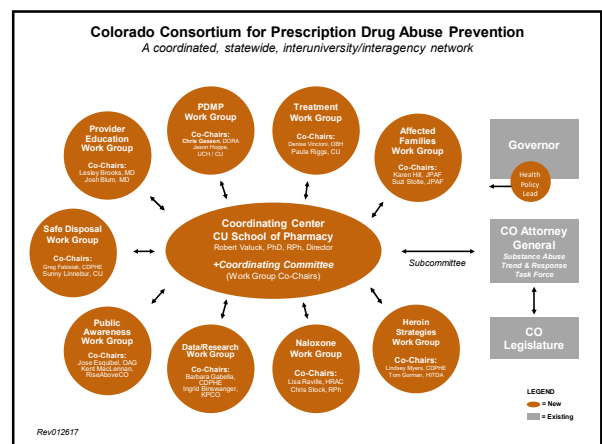 Colorado Consortium for Prescription Drug Abuse Prevention
A coordinated, statewide, interuniversity/interagency network
Provider
Education
Work Group
Co-Chairs:
Lesley Brooks, MD
Josh Blum, MD
PDMP
Work Group
Co-Chairs:
Chris Gassen, DORA
Jason Hoppe,
UCH / CU
Treatment
Work Group
Co-Chairs:
Denise Vincioni, OBH
Paula Riggs, CU
Affected
Families
Work Group
Co-Chairs:
Karen Hill, JPAF
Suzi Stolte, JPAF
Governor
Health
Policy
Lead
Safe Disposal
Work Group
Co-Chairs:
Greg Fabisiak, CDPHE
Sunny Linnebur, CU
Coordinating Center
CU School of Pharmacy
Robert Valuck, PhD, RPh, Director
+Coordinating Committee
(Work Group Co-Chairs)
Subcommittee
CO Attorney
General
Substance Abuse
Trend & Response
Task Force
CO
Legislature
Public
Awareness
Work Group
Co-Chairs:
Jose Esquibel, OAG
Kent MacLennan,
RiseAboveCO
Data/Research
Work Group
Co-Chairs:
Barbara Gabella,
CDPHE
Ingrid Binswanger,
KPCO
Naloxone
Work Group
Co-Chairs:
Lisa Raville, HRAC
Chris Stock, RPh
Heroin
Strategies
Work Group
Co-Chairs:
Lindsey Myers, CDPHE
Tom Gorman, HITDA
LEGEND
= New
= Existing
Rev012617